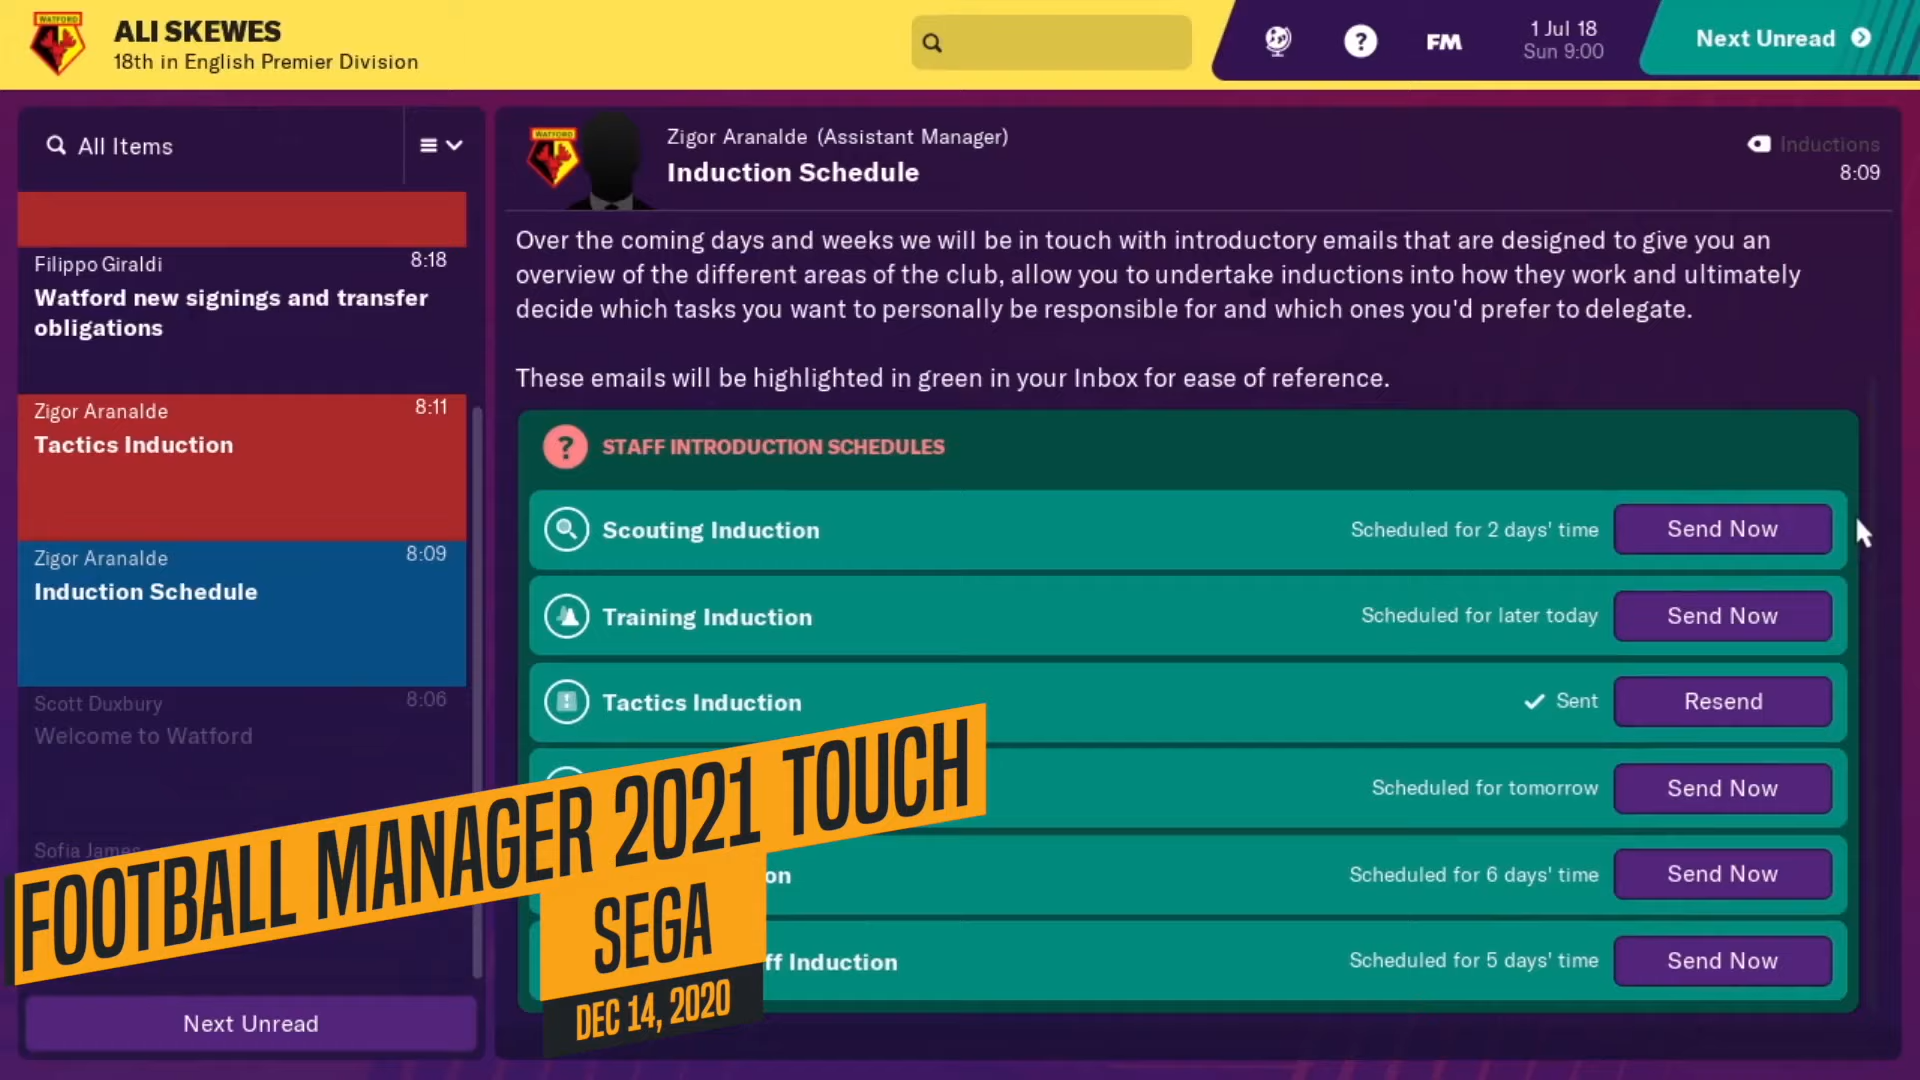 WATFORD
ALI SKEWES
18th in English Premier Division
?
FM
1 Jul 18
Sun 9:00
Next Unread
All Items
Filippo Giraldi
8:18
Watford new signings and transfer
obligations
Zigor Aranalde
8:11
Tactics Induction
Zigor Aranalde
8:09
Induction Schedule
Scott Duxbury
8:06
Welcome to Watford
Sofia James
Next Unread
WATFORD
Zigor Aranalde (Assistant Manager)
Induction Schedule
Inductions
8:09
Over the coming days and weeks we will be in touch with introductory emails that are designed to give you an
overview of the different areas of the club, allow you to undertake inductions into how they work and ultimately
decide which tasks you want to personally be responsible for and which ones you'd prefer to delegate.
These emails will be highlighted in green in your Inbox for ease of reference.
? STAFF INTRODUCTION SCHEDULES
Scouting Induction
Scheduled for 2 days' time
Send Now
Training Induction
Scheduled for later today
Send Now
Tactics Induction
Sent
Resend
Scheduled for tomorrow
Send Now
on
Scheduled for 6 days' time
Send Now
ff Induction
Scheduled for 5 days' time
Send Now
FOOTBALL MANAGER 2021 TOUCH
SEGA
DEC 14, 2020